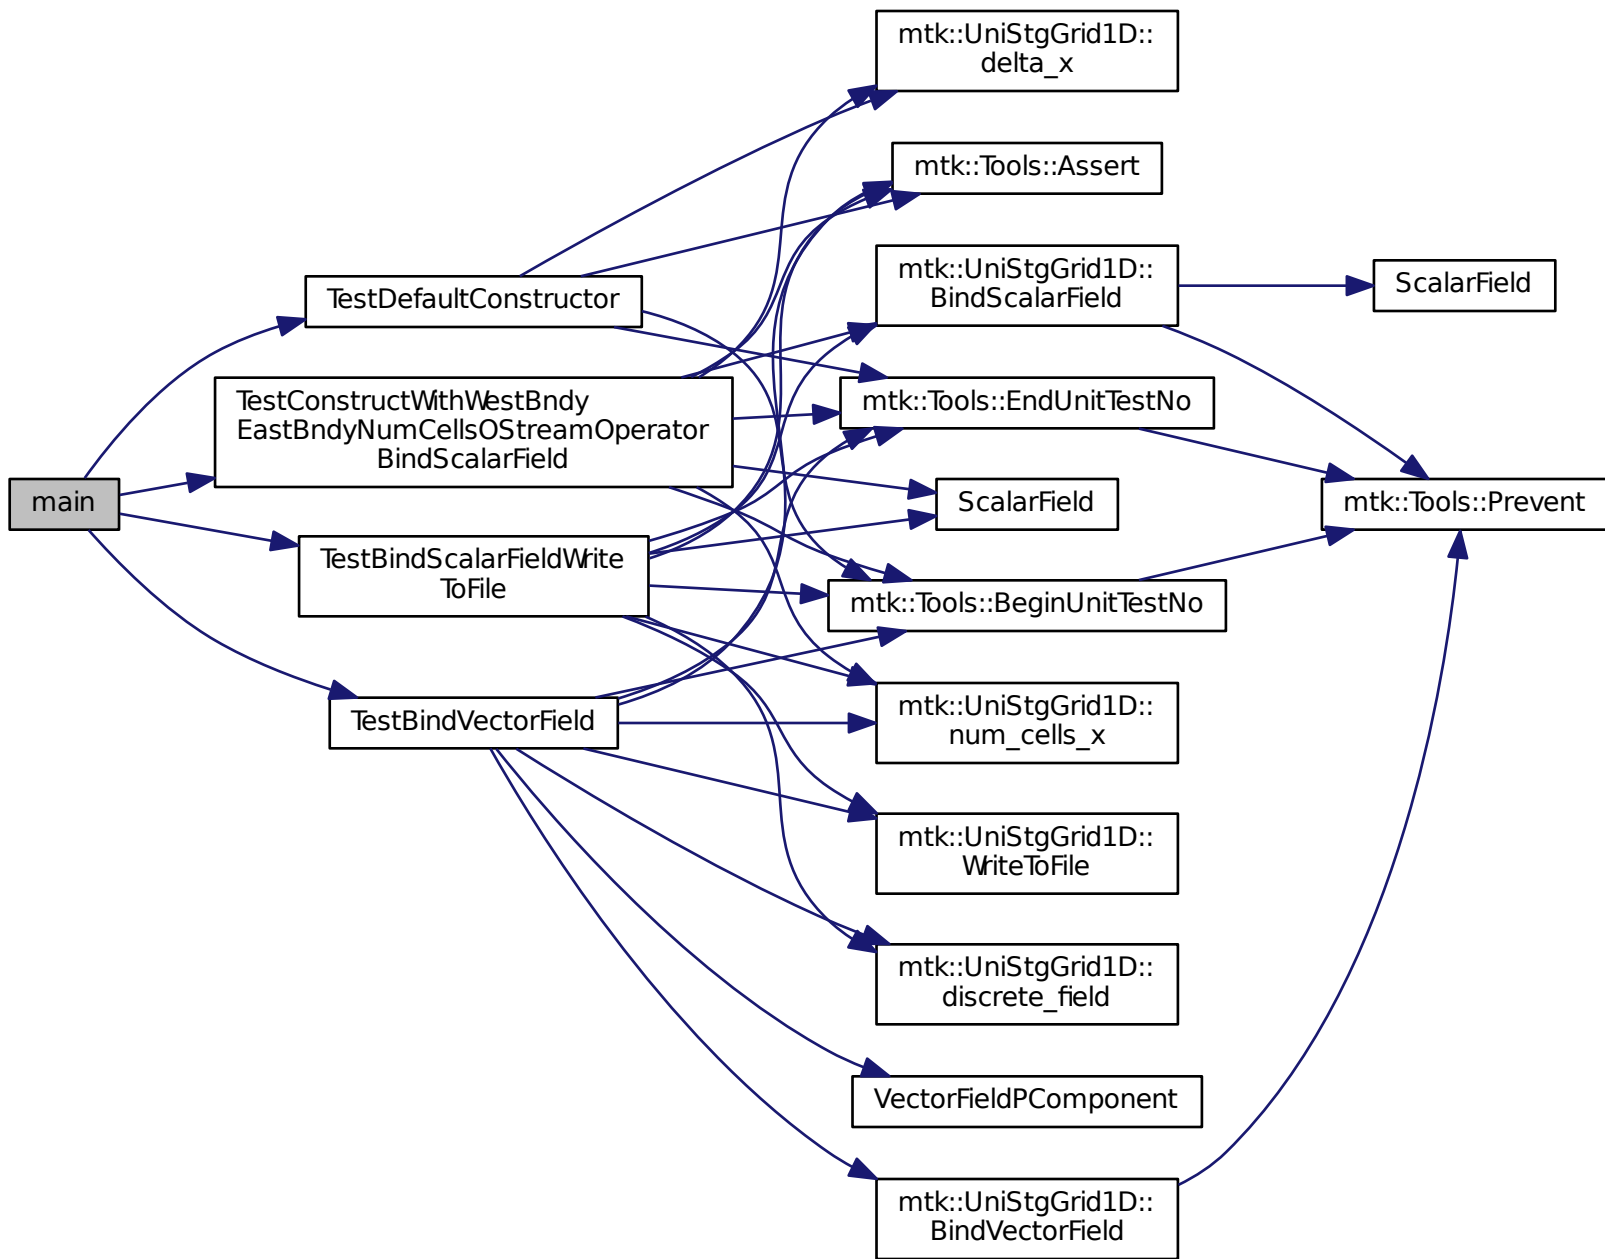 main
TestDefaultConstructor
TestConstructWithWestBndy
EastBndyNumCellsOStreamOperator
BindScalarField
TestBindScalarFieldWrite
ToFile
TestBindVectorField
mtk::UniStgGrid1D::
delta_x
mtk::Tools::Assert
mtk::UniStgGrid1D::
BindScalarField
mtk::Tools::EndUnitTestNo
ScalarField
mtk::Tools::BeginUnitTestNo
mtk::UniStgGrid1D::
num_cells_x
mtk::UniStgGrid1D::
WriteToFile
mtk::UniStgGrid1D::
discrete_field
VectorFieldPComponent
mtk::UniStgGrid1D::
BindVectorField
ScalarField
mtk::Tools::Prevent